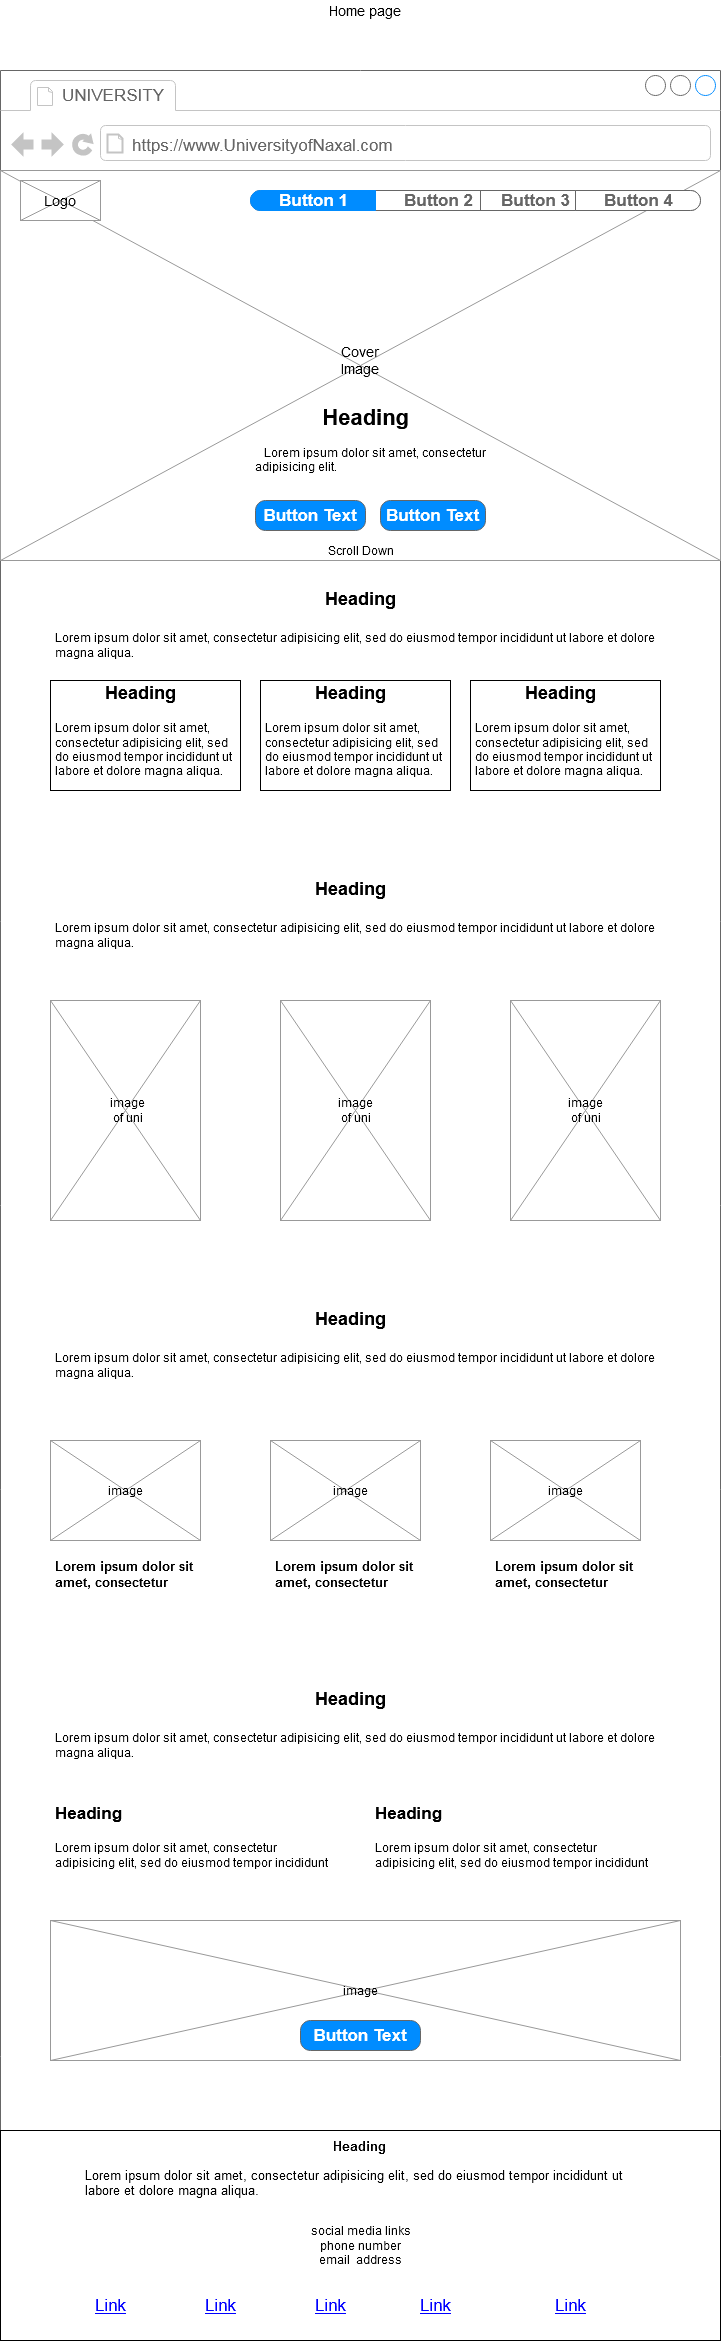 Home page
UNIVERSITY
https://www.UniversityofNaxal.com
Logo
Button 1 Button 2 Button 3 Button 4
Cover
Image
Heading
Lorem ipsum dolor sit amet, consectetur
adipisicing elit.
Button Text Button Text
Scroll Down
Heading
Lorem ipsum dolor sit amet, consectetur adipisicing elit, sed do eiusmod tempor incididunt ut labore et dolore
magna aliqua.
Heading
Lorem ipsum dolor sit amet,
consectetur adipisicing elit, sed
do eiusmod tempor incididunt ut
labore et dolore magna aliqua.
Heading
Lorem ipsum dolor sit amet,
consectetur adipisicing elit, sed
do eiusmod tempor incididunt ut
labore et dolore magna aliqua.
Heading
Lorem ipsum dolor sit amet,
consectetur adipisicing elit, sed
do eiusmod tempor incididunt ut
labore et dolore magna aliqua.
Heading
Lorem ipsum dolor sit amet, consectetur adipisicing elit, sed do eiusmod tempor incididunt ut labore et dolore
magna aliqua.
image
of uni
image
of uni
image
of uni
Heading
Lorem ipsum dolor sit amet, consectetur adipisicing elit, sed do eiusmod tempor incididunt ut labore et dolore
magna aliqua.
image
image
image
Lorem ipsum dolor sit
amet, consectetur
Lorem ipsum dolor sit
amet, consectetur
Lorem ipsum dolor sit
amet, consectetur
Heading
Lorem ipsum dolor sit amet, consectetur adipisicing elit, sed do eiusmod tempor incididunt ut labore et dolore
magna aliqua.
Heading
Lorem ipsum dolor sit amet, consectetur
adipisicing elit, sed do eiusmod tempor incididunt
Heading
Lorem ipsum dolor sit amet, consectetur
adipisicing elit, sed do eiusmod tempor incididunt
image
Button Text
Heading
Lorem ipsum dolor sit amet, consectetur adipisicing elit, sed do eiusmod tempor incididunt ut
labore et dolore magna aliqua.
social media links
phone number
email address
Link Link Link Link Link